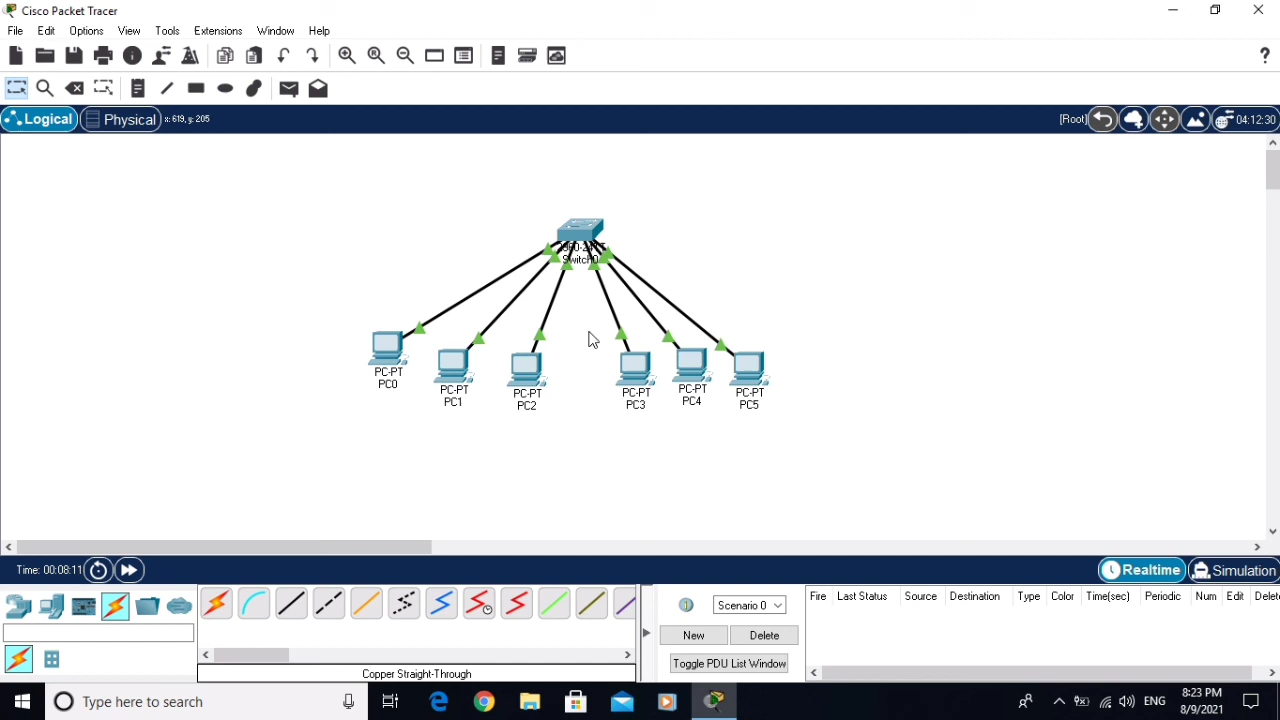 Cisco Packet Tracer
File Edit Options View Tools Extensions Window Help
Logical Physical x: 619, y: 205 [Root] 04:12:30
Switch0
PC-PT
PC0
PC-PT
PC1
PC-PT
PC2
PC-PT
PC3
PC-PT
PC4
PC-PT
PC5
Time: 00:08:11 Realtime Simulation
Scenario 0
New Delete
Toggle PDU List Window
Fire Last Status Source Destination Type Color Time(sec) Periodic Num Edit Delet
Copper Straight-Through
Type here to search
ENG
8:23 PM
8/9/2021